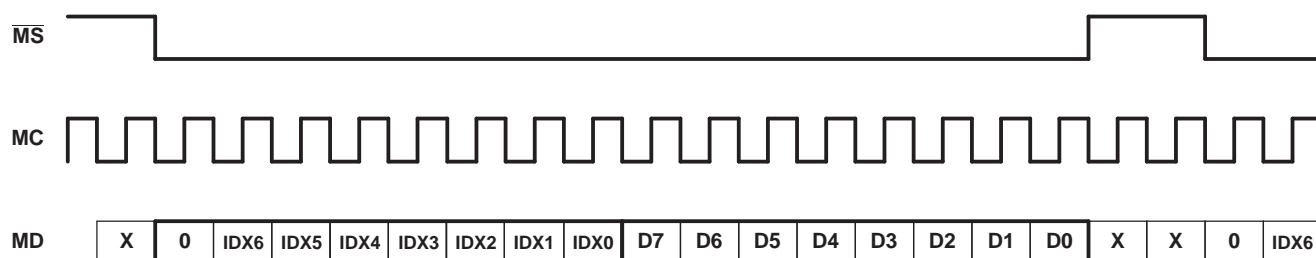 MS
MC
MD X 0 IDX6 IDX5 IDX4 IDX3 IDX2 IDX1 IDX0 D7 D6 D5 D4 D3 D2 D1 D0 X X 0 IDX6